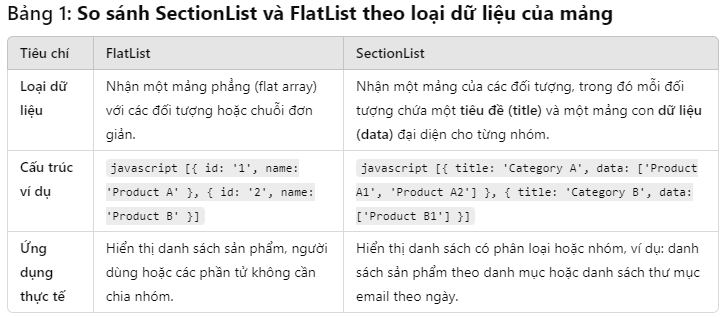 Bảng 1: So sánh SectionList và FlatList theo loại dữ liệu của mảng
Tiêu chí FlatList SectionList
Loại dữ liệu
Nhận một mảng phẳng (flat array)
với các đối tượng hoặc chuỗi đơn
giản.
Nhận một mảng của các đối tượng, trong đó mỗi đối
tượng chứa một tiêu đề (title) và một mảng con dữ liệu
(data) đại diện cho từng nhóm.
Cấu trúc ví dụ
javascript [{ id: '1', name:
'Product A' }, { id: '2', name:
'Product B' }]
javascript [{ title: 'Category A', data: ['Product
A1', 'Product A2'] }, { title: 'Category B', data:
['Product B1'] }]
Ứng dụng thực tế
Hiển thị danh sách sản phẩm, người
dùng hoặc các phần tử không cần
chia nhóm.
Hiển thị danh sách có phân loại hoặc nhóm, ví dụ: danh
sách sản phẩm theo danh mục hoặc danh sách thư mục
email theo ngày.